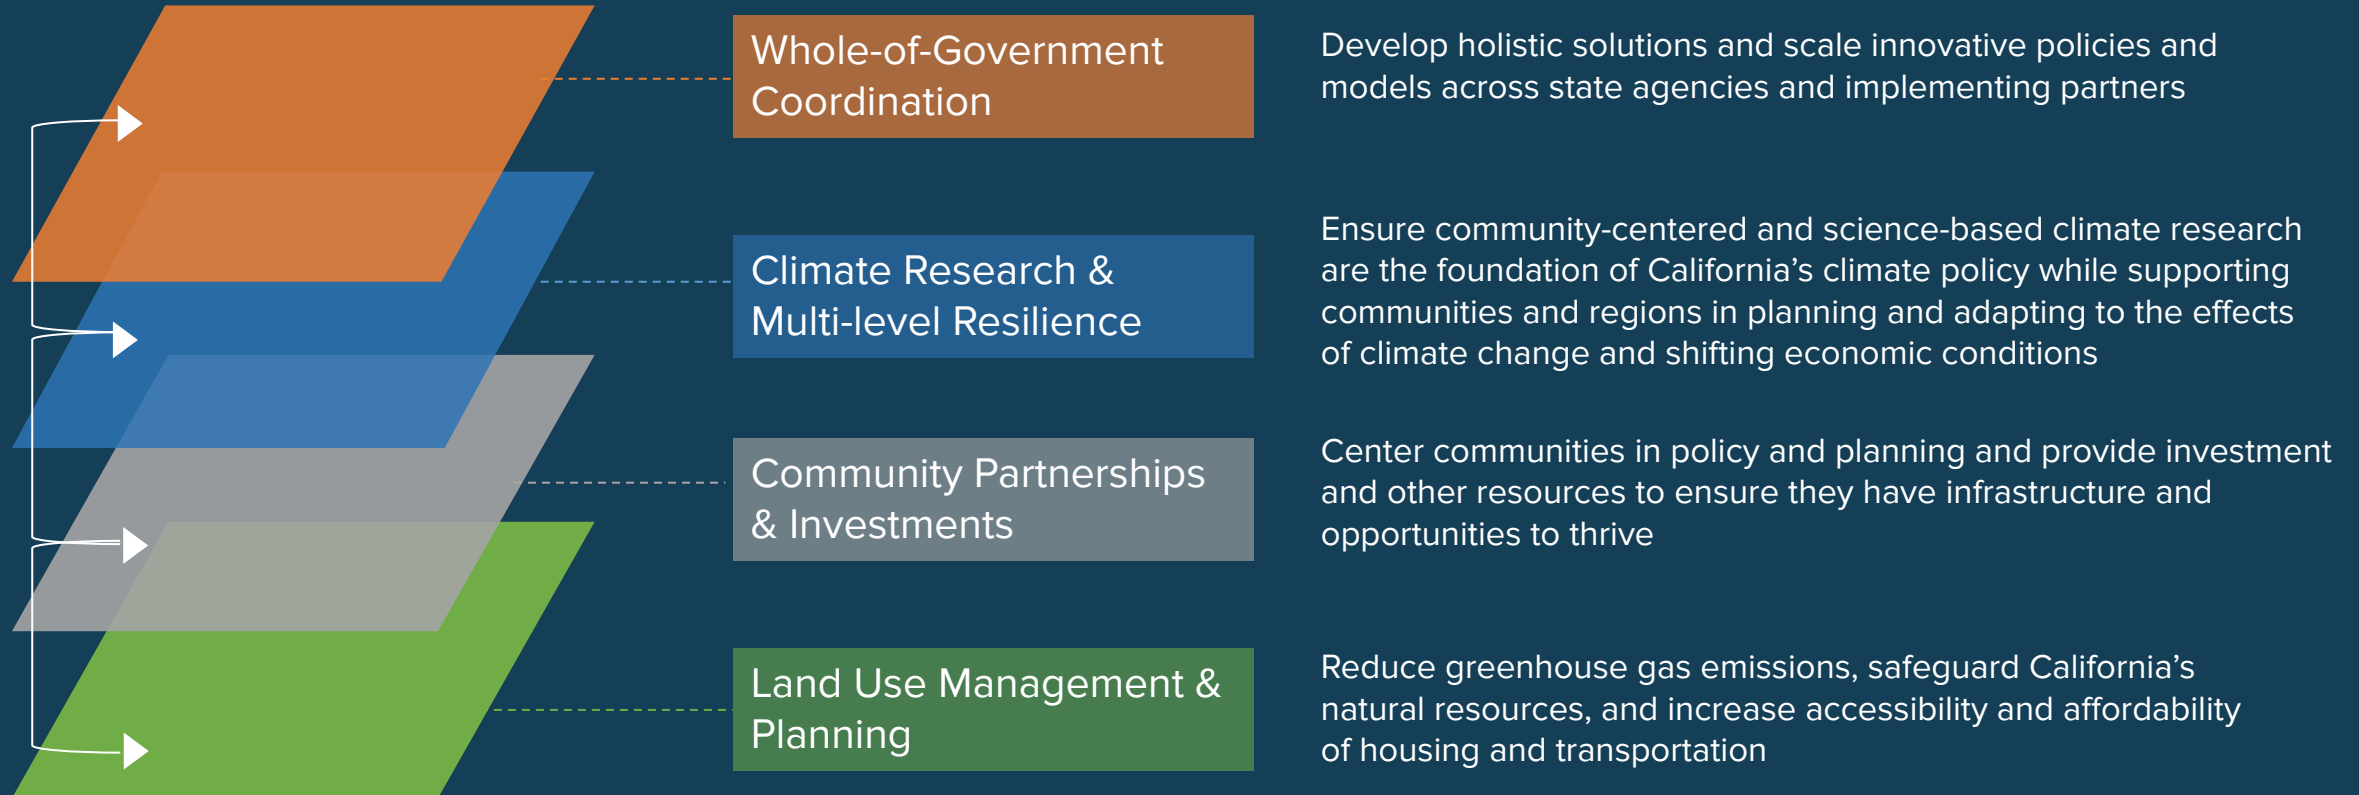 Whole-of-Government
Coordination
Develop holistic solutions and scale innovative policies and
models across state agencies and implementing partners
Climate Research &
Multi-level Resilience
Ensure community-centered and science-based climate research
are the foundation of California’s climate policy while supporting
communities and regions in planning and adapting to the effects
of climate change and shifting economic conditions
Community Partnerships
& Investments
Center communities in policy and planning and provide investment
and other resources to ensure they have infrastructure and
opportunities to thrive
Land Use Management &
Planning
Reduce greenhouse gas emissions, safeguard California’s
natural resources, and increase accessibility and affordability
of housing and transportation